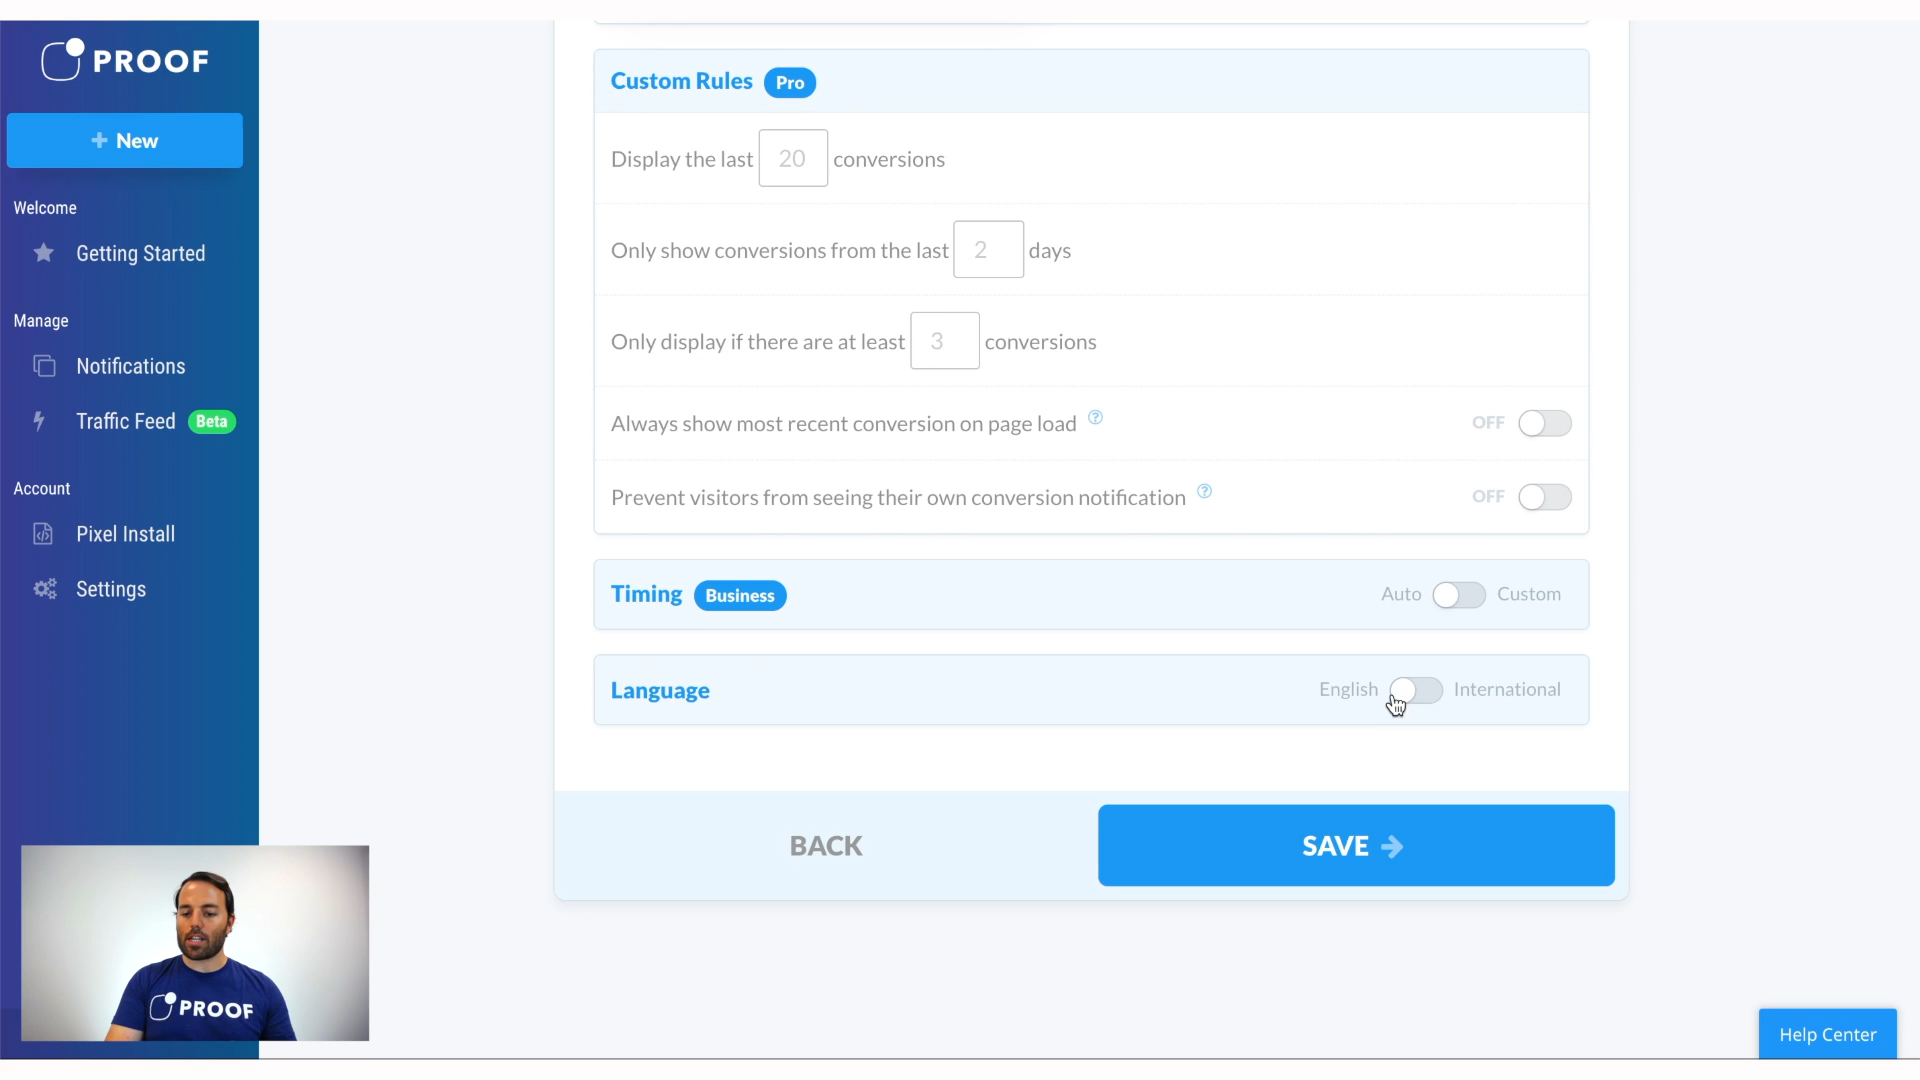 PROOF
+ New
Welcome
Getting Started
Manage
Notifications
Traffic Feed Beta
Account
Pixel Install
Settings
Custom Rules Pro
Display the last 20 conversions
Only show conversions from the last 2 days
Only display if there are at least 3 conversions
Always show most recent conversion on page load ? OFF
Prevent visitors from seeing their own conversion notification ? OFF
Timing Business Auto Custom
Language English International
BACK
SAVE →
PROOF
Help Center